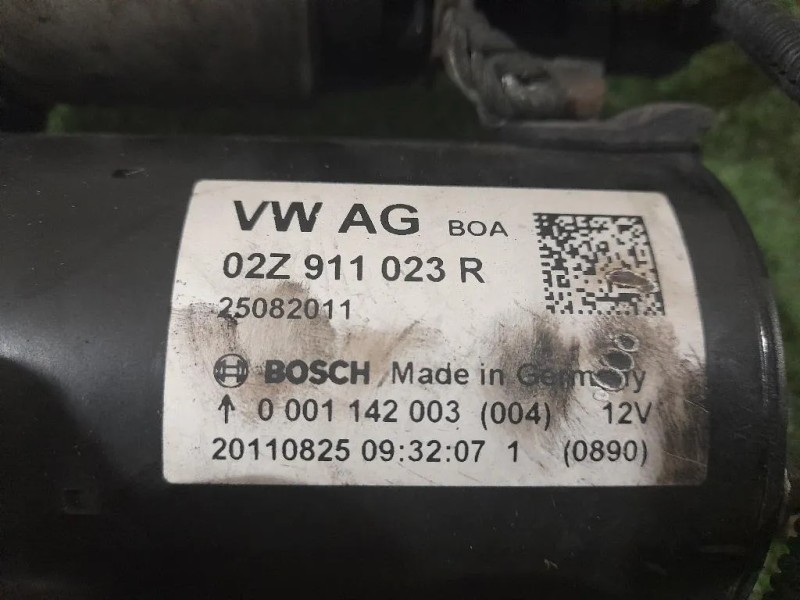 VW AG BOA
02Z 911 023 R
25082011
BOSCH Made in Germany
↑ 0 001 142 003 (004) 12V
20110825 09:32:07 1 (0890)